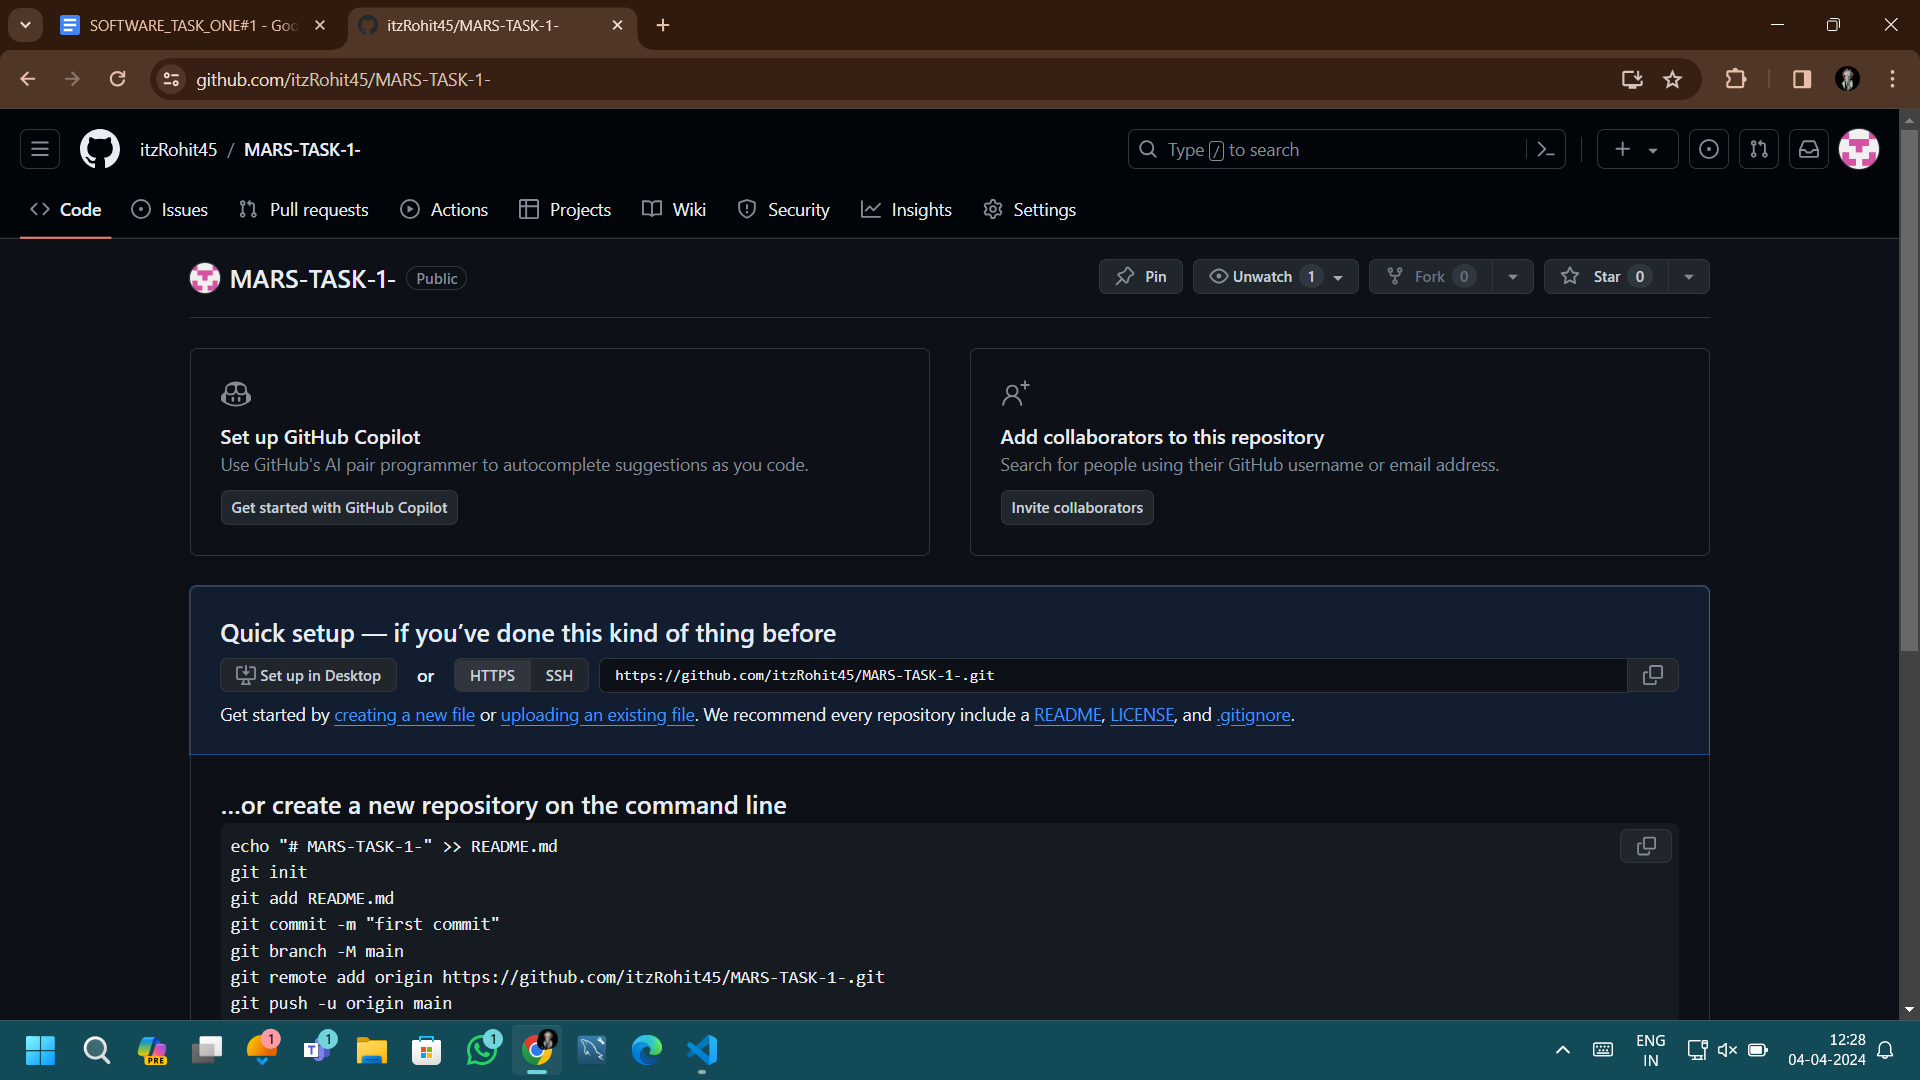 SOFTWARE_TASK_ONE#1 - Goo
itzRohit45/MARS-TASK-1-
github.com/itzRohit45/MARS-TASK-1-
itzRohit45 / MARS-TASK-1-
Type / to search
Code Issues Pull requests Actions Projects Wiki Security Insights Settings
MARS-TASK-1- Public
Pin Unwatch 1 Fork 0 Star 0
Set up GitHub Copilot
Use GitHub's AI pair programmer to autocomplete suggestions as you code.
Get started with GitHub Copilot
Add collaborators to this repository
Search for people using their GitHub username or email address.
Invite collaborators
Quick setup — if you’ve done this kind of thing before
Set up in Desktop or HTTPS SSH https://github.com/itzRohit45/MARS-TASK-1-.git
Get started by creating a new file or uploading an existing file. We recommend every repository include a README, LICENSE, and .gitignore.
...or create a new repository on the command line
echo "# MARS-TASK-1-" >> README.md
git init
git add README.md
git commit -m "first commit"
git branch -M main
git remote add origin https://github.com/itzRohit45/MARS-TASK-1-.git
git push -u origin main
PRE 1 1 1
ENG
IN
12:28
04-04-2024